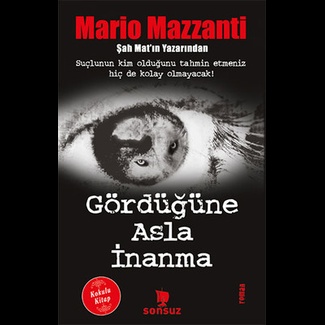 Mario Mazzanti
Şah Mat'ın Yazarından
Suçlunun kim olduğunu tahmin etmeniz
hiç de kolay olmayacak!
Gördüğüne
Asla
İnanma
Kokulu
Kitap
sonsuz
roman